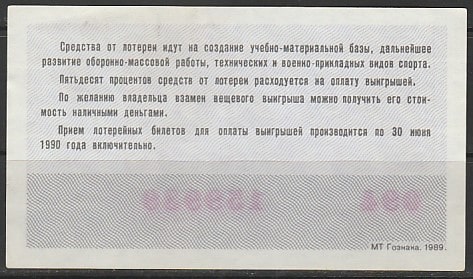 Средства от лотереи идут на создание учебно-материальной базы, дальнейшее
развитие оборонно-массовой работы, технических и военно-прикладных видов спорта.
Пятьдесят процентов средств от лотереи расходуется на оплату выигрышей.
По желанию владельца взамен вещевого выигрыша можно получить его стои-
мость наличными деньгами.
Прием лотерейных билетов для оплаты выигрышей производится по 30 июня
1990 года включительно.
МТ Гознака. 1989.